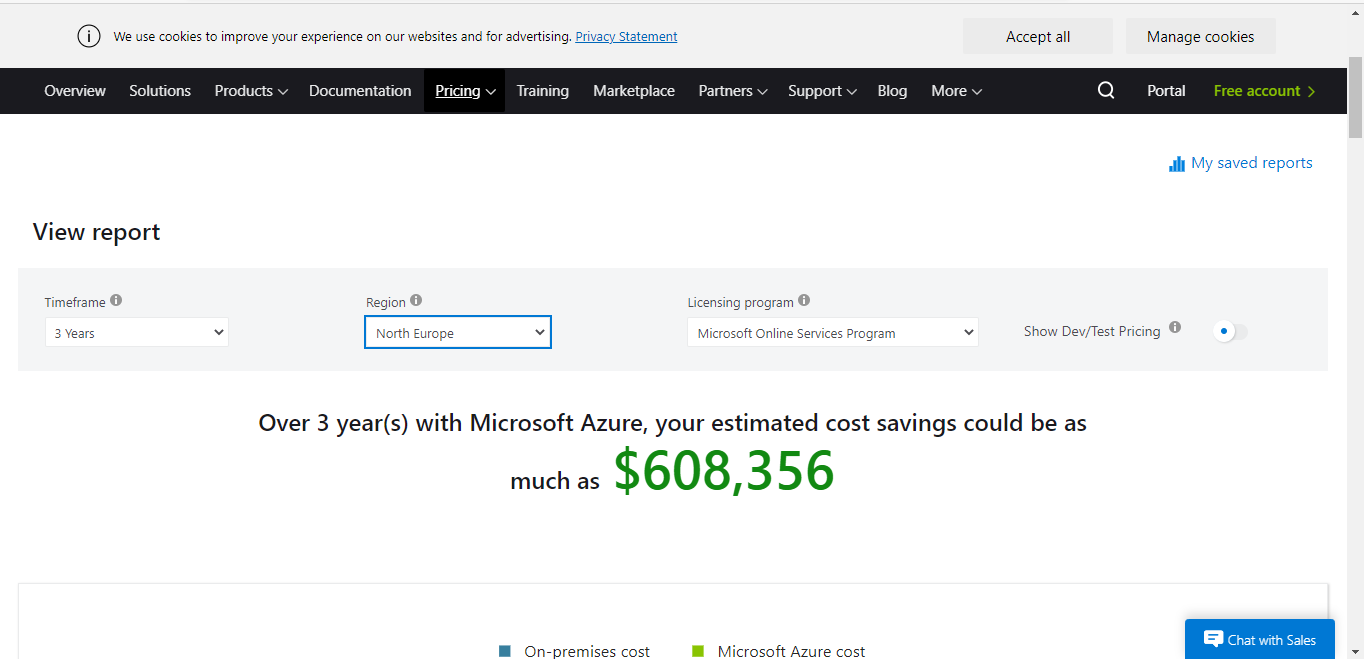 We use cookies to improve your experience on our websites and for advertising. Privacy Statement Accept all Manage cookies
Overview Solutions Products Documentation Pricing Training Marketplace Partners Support Blog More Portal Free account
My saved reports
View report
Timeframe Region Licensing program
3 Years North Europe Microsoft Online Services Program Show Dev/Test Pricing
Over 3 year(s) with Microsoft Azure, your estimated cost savings could be as
much as $608,356
On-premises cost Microsoft Azure cost
Chat with Sales